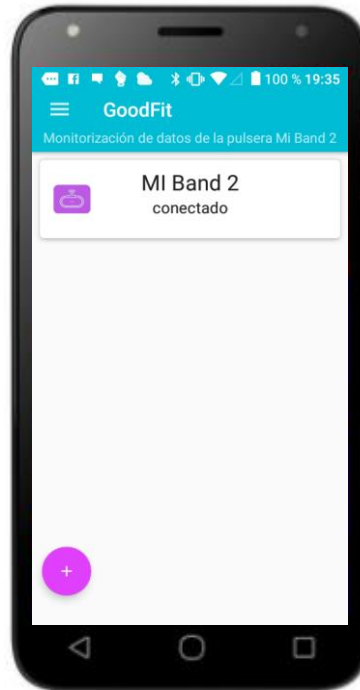 100 % 19:35
GoodFit
Monitorización de datos de la pulsera Mi Band 2
MI Band 2
conectado
+